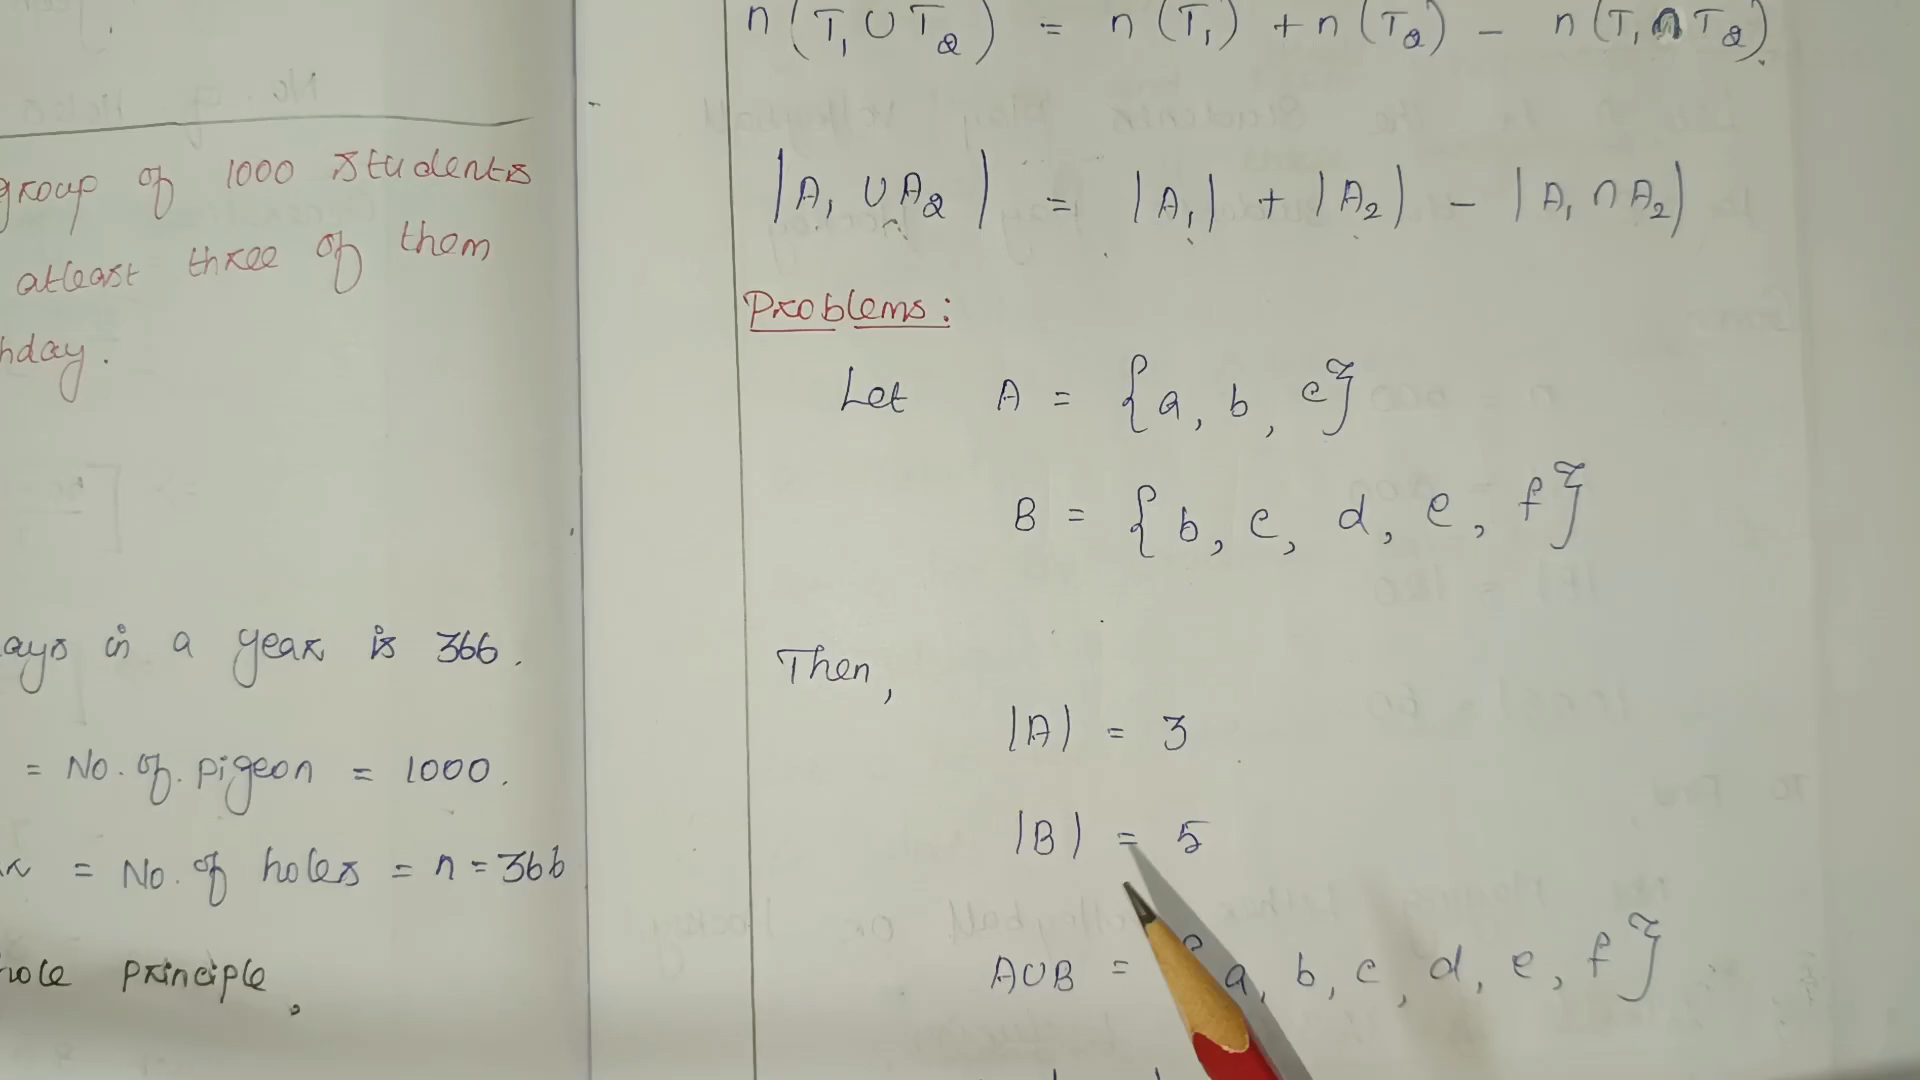 group of 1000 students
atleast three of them
hday.
ays in a year is 366.
= No. of. pigeon = 1000.
= No. of holes = n = 366
hole principle.
n(T₁ ∪ T₂) = n(T₁) + n(T₂) - n(T₁ ∩ T₂).
|A₁ ∪ A₂| = |A₁| + |A₂| - |A₁ ∩ A₂|
Problems:
Let A = {a, b, c}
B = {b, c, d, e, f}
Then,
|A| = 3
|B| = 5
A∪B = {a, b, c, d, e, f}